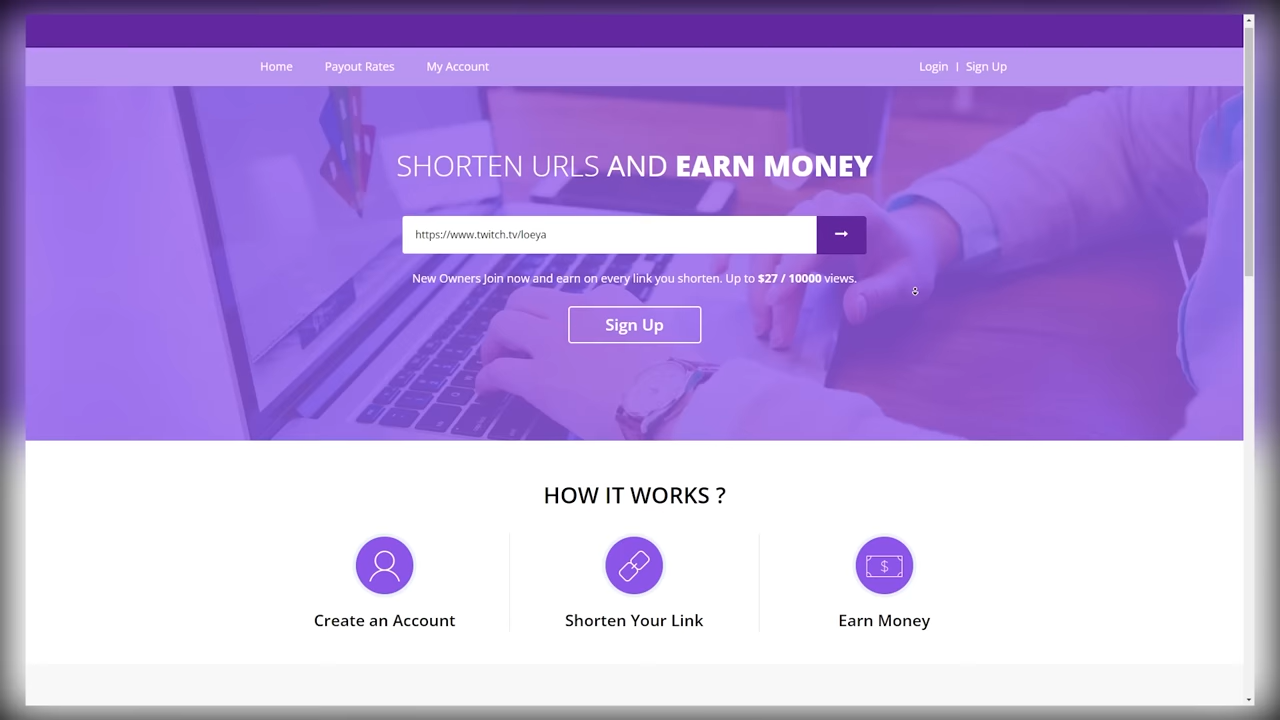 Home Payout Rates My Account Login | Sign Up
SHORTEN URLS AND EARN MONEY
https://www.twitch.tv/loeya
New Owners Join now and earn on every link you shorten. Up to $27 / 10000 views.
Sign Up
HOW IT WORKS ?
$
Create an Account Shorten Your Link Earn Money